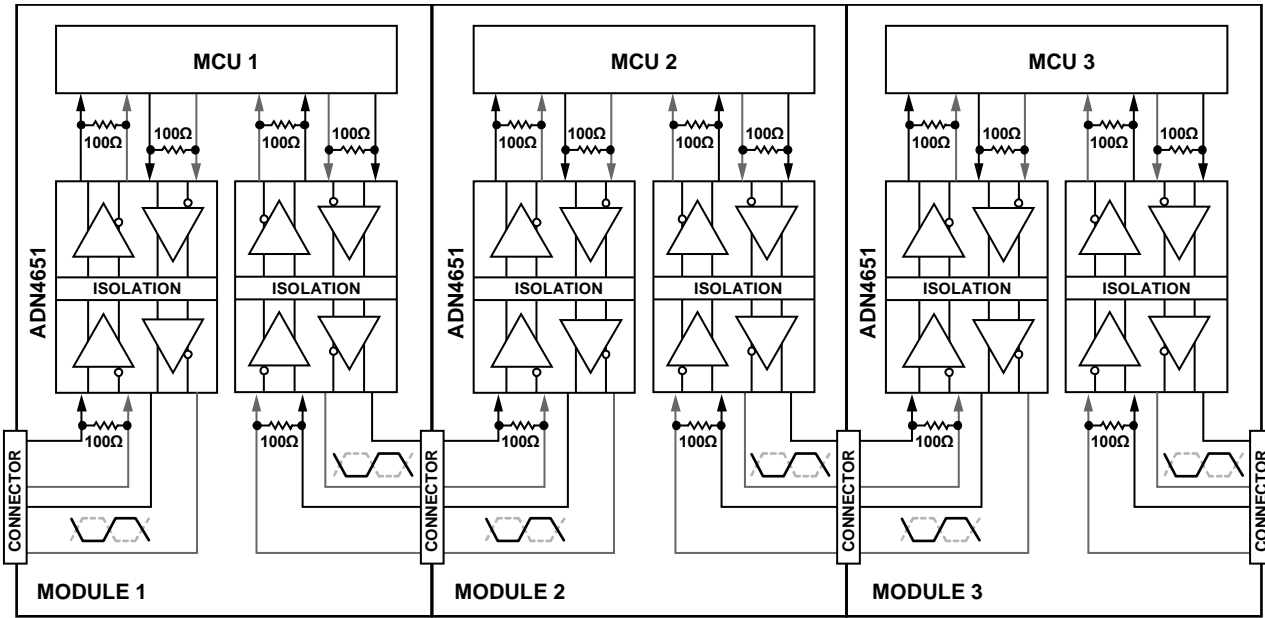 MCU 1
MCU 2
MCU 3
100Ω
100Ω
100Ω
100Ω
100Ω
100Ω
100Ω
100Ω
100Ω
100Ω
100Ω
100Ω
ADN4651
ISOLATION
ISOLATION
ADN4651
ISOLATION
ISOLATION
ADN4651
ISOLATION
ISOLATION
100Ω
100Ω
100Ω
100Ω
100Ω
100Ω
CONNECTOR
CONNECTOR
CONNECTOR
CONNECTOR
MODULE 1
MODULE 2
MODULE 3